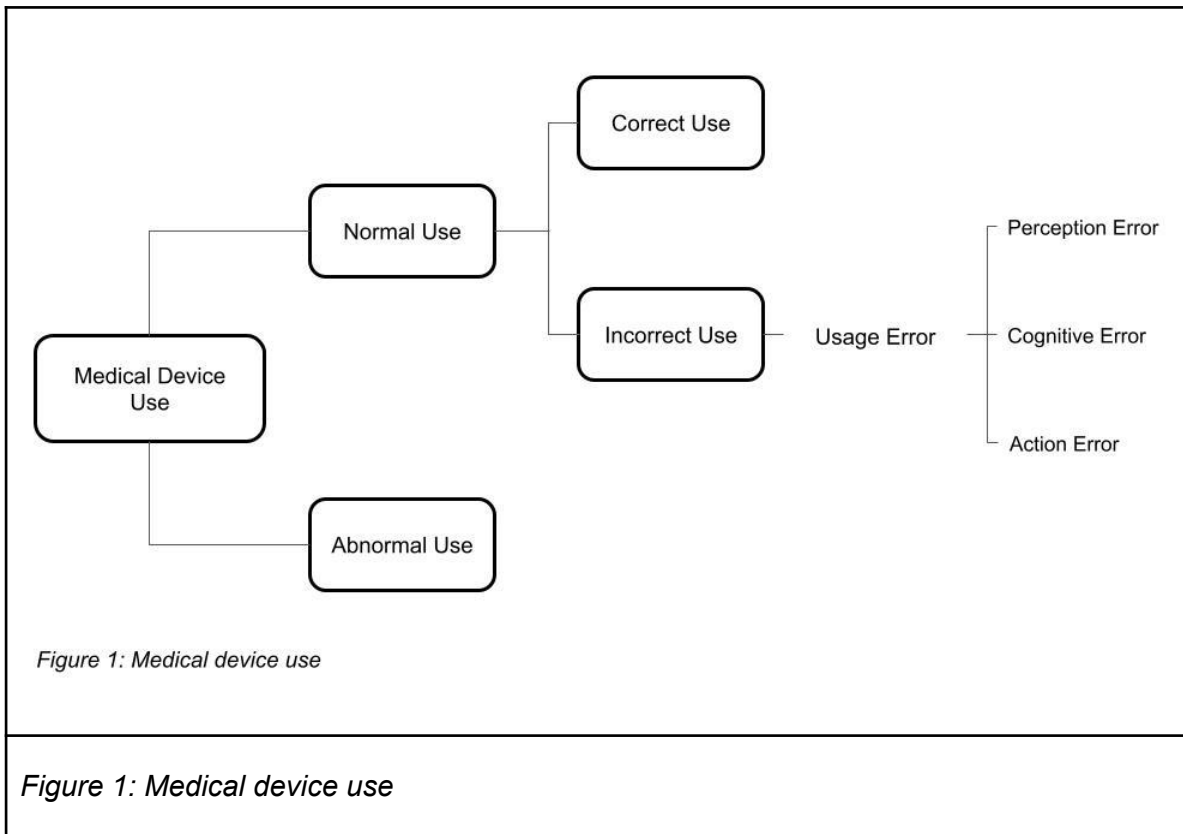 Correct Use
Normal Use
Perception Error
Incorrect Use
Usage Error
Cognitive Error
Medical Device
Use
Action Error
Abnormal Use
Figure 1: Medical device use
Figure 1: Medical device use